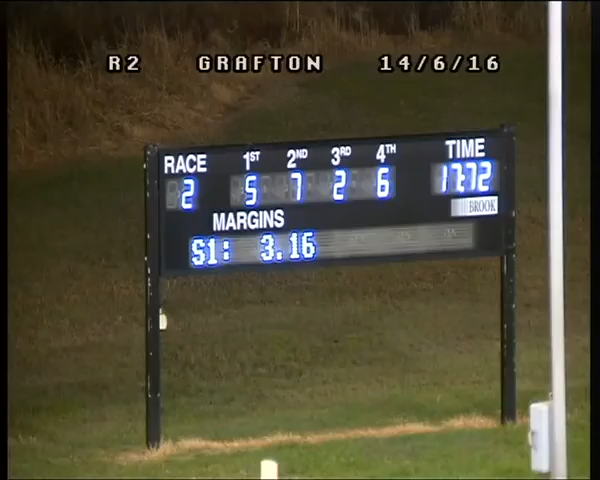 R2 GRAFTON 14/6/16
RACE 1ST 2ND 3RD 4TH TIME
2 5 7 2 6 17.72
MARGINS BROOK
S1: 3.16